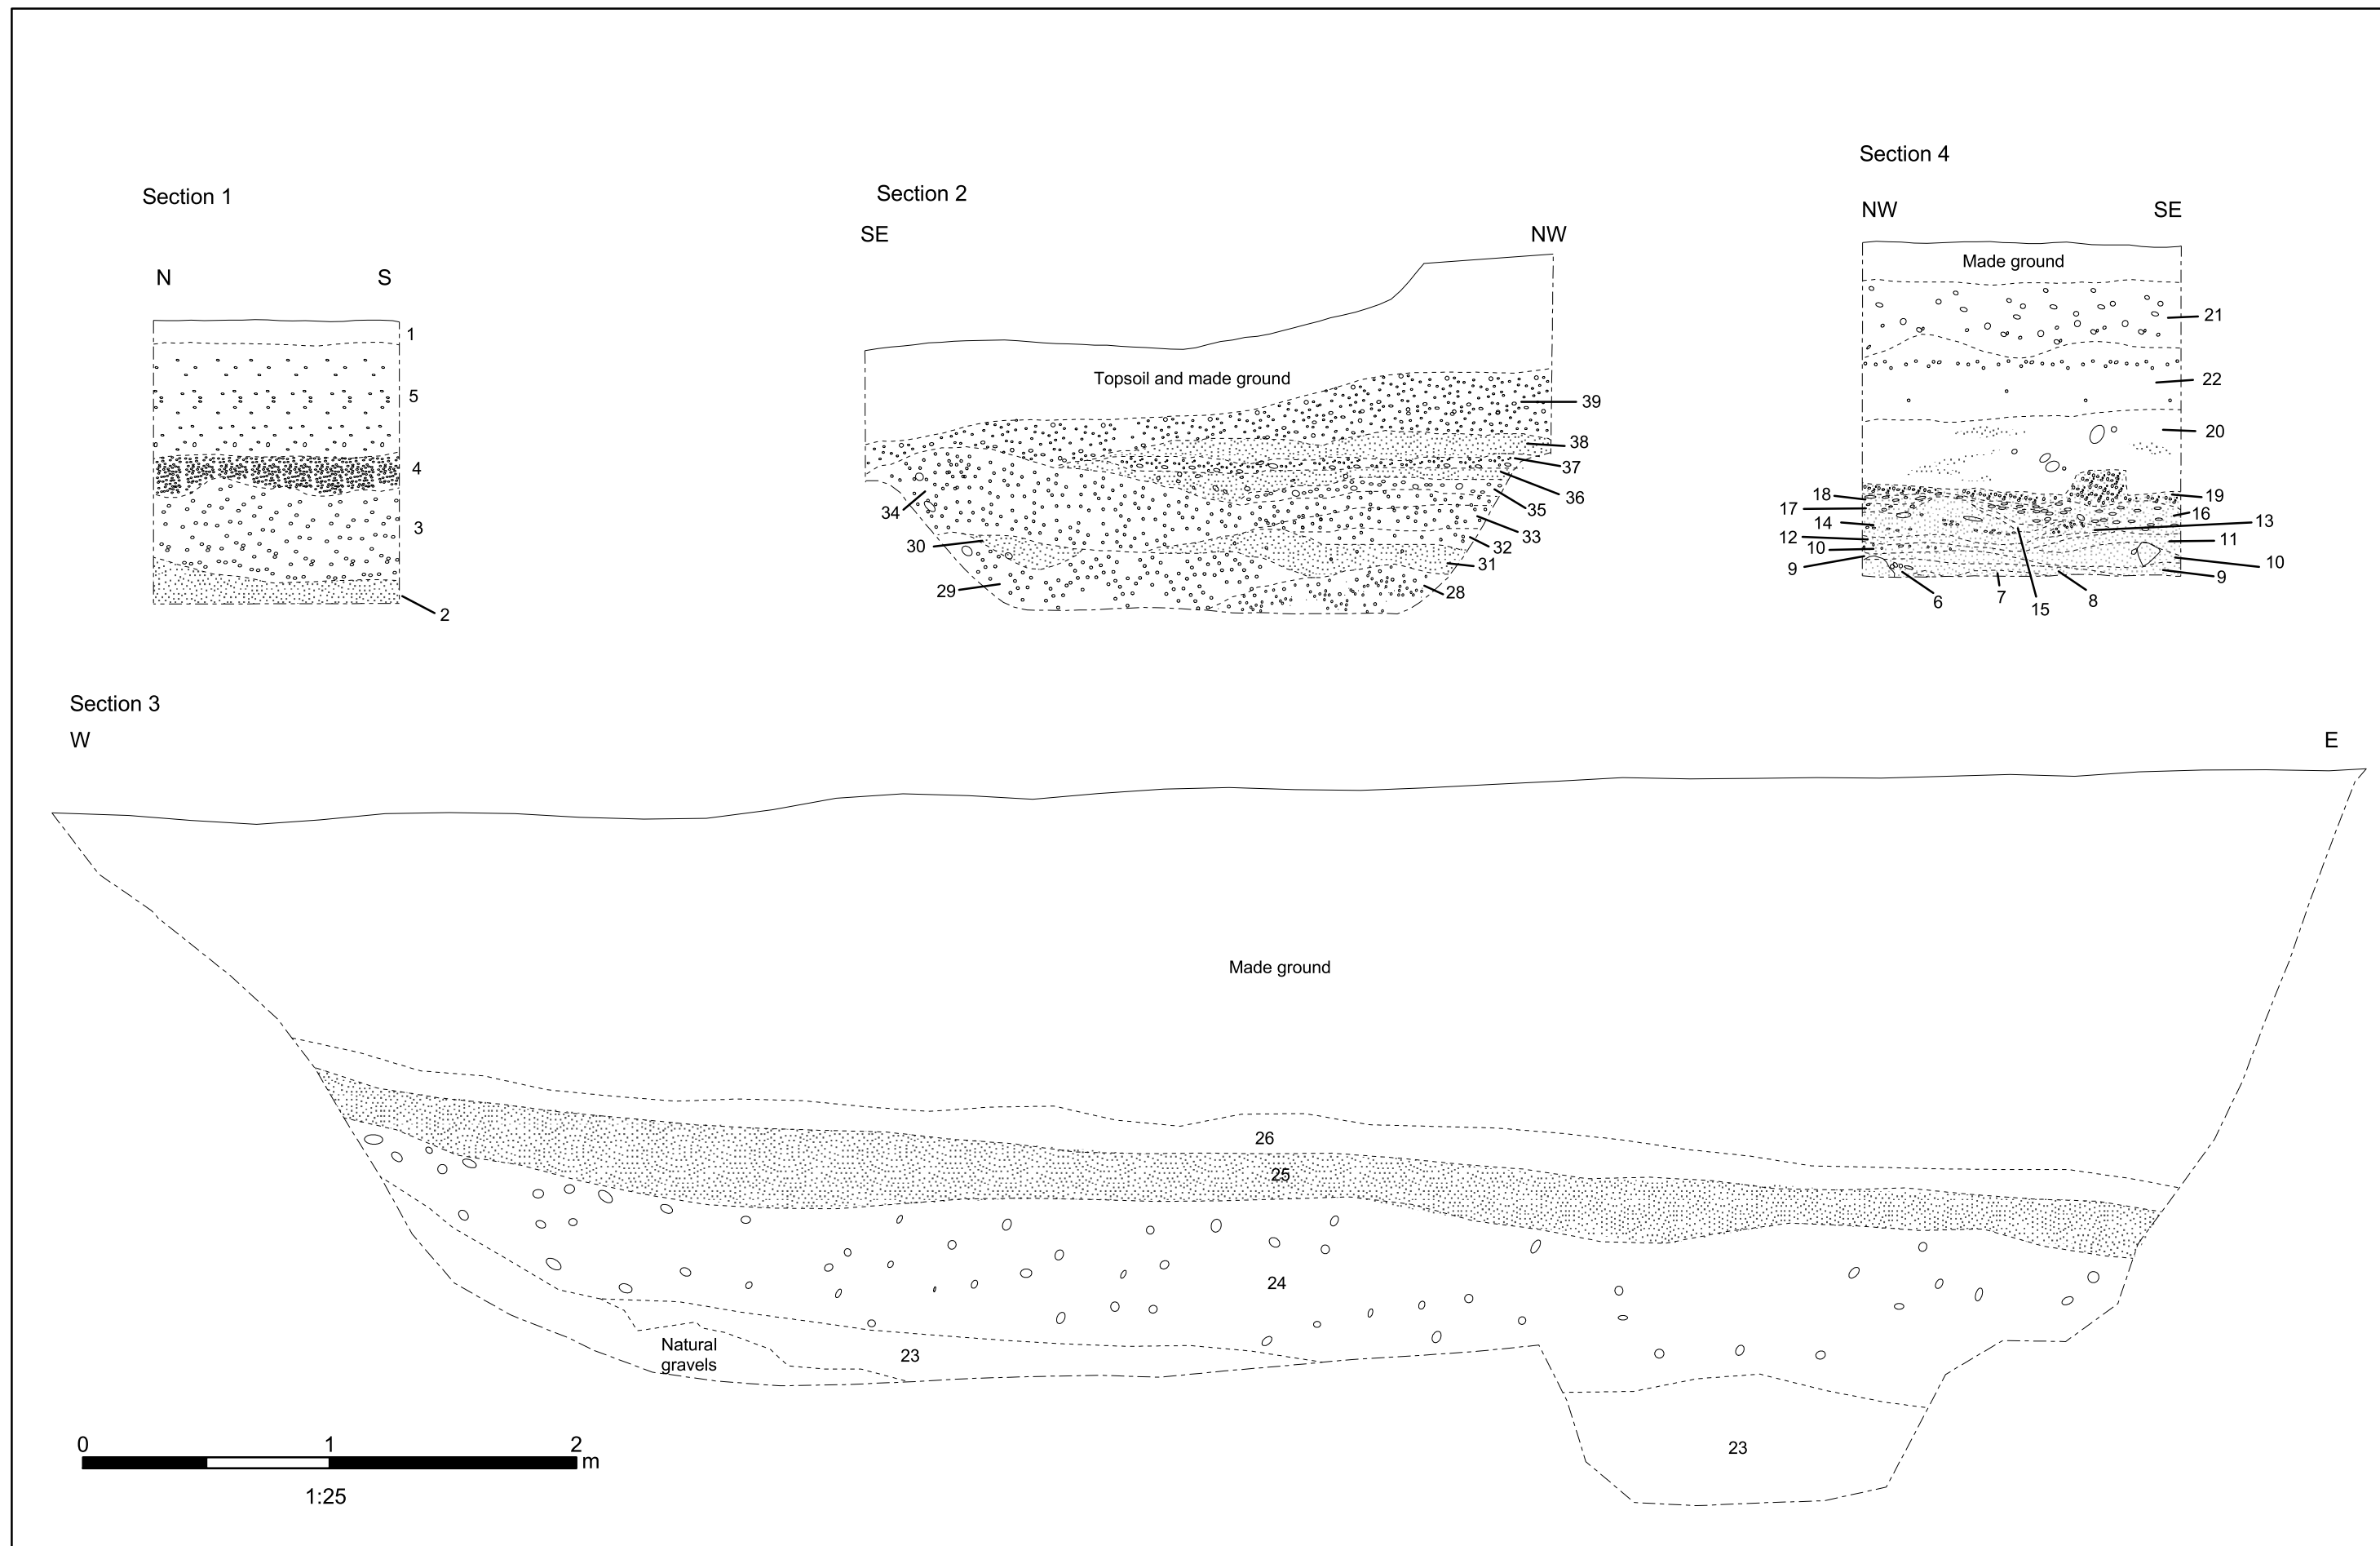 Section 1
N S
1
5
4
3
2
Section 2
SE NW
Topsoil and made ground
39
38
37
36
35
34
33
32
30
31
29
28
Section 4
NW SE
Made ground
21
22
20
18 19
17 16
14 13
12 11
10 10
9 9
6 7 15 8
Section 3
W E
Made ground
26
25
24
Natural
gravels
23
23
0 1 2
m
1:25